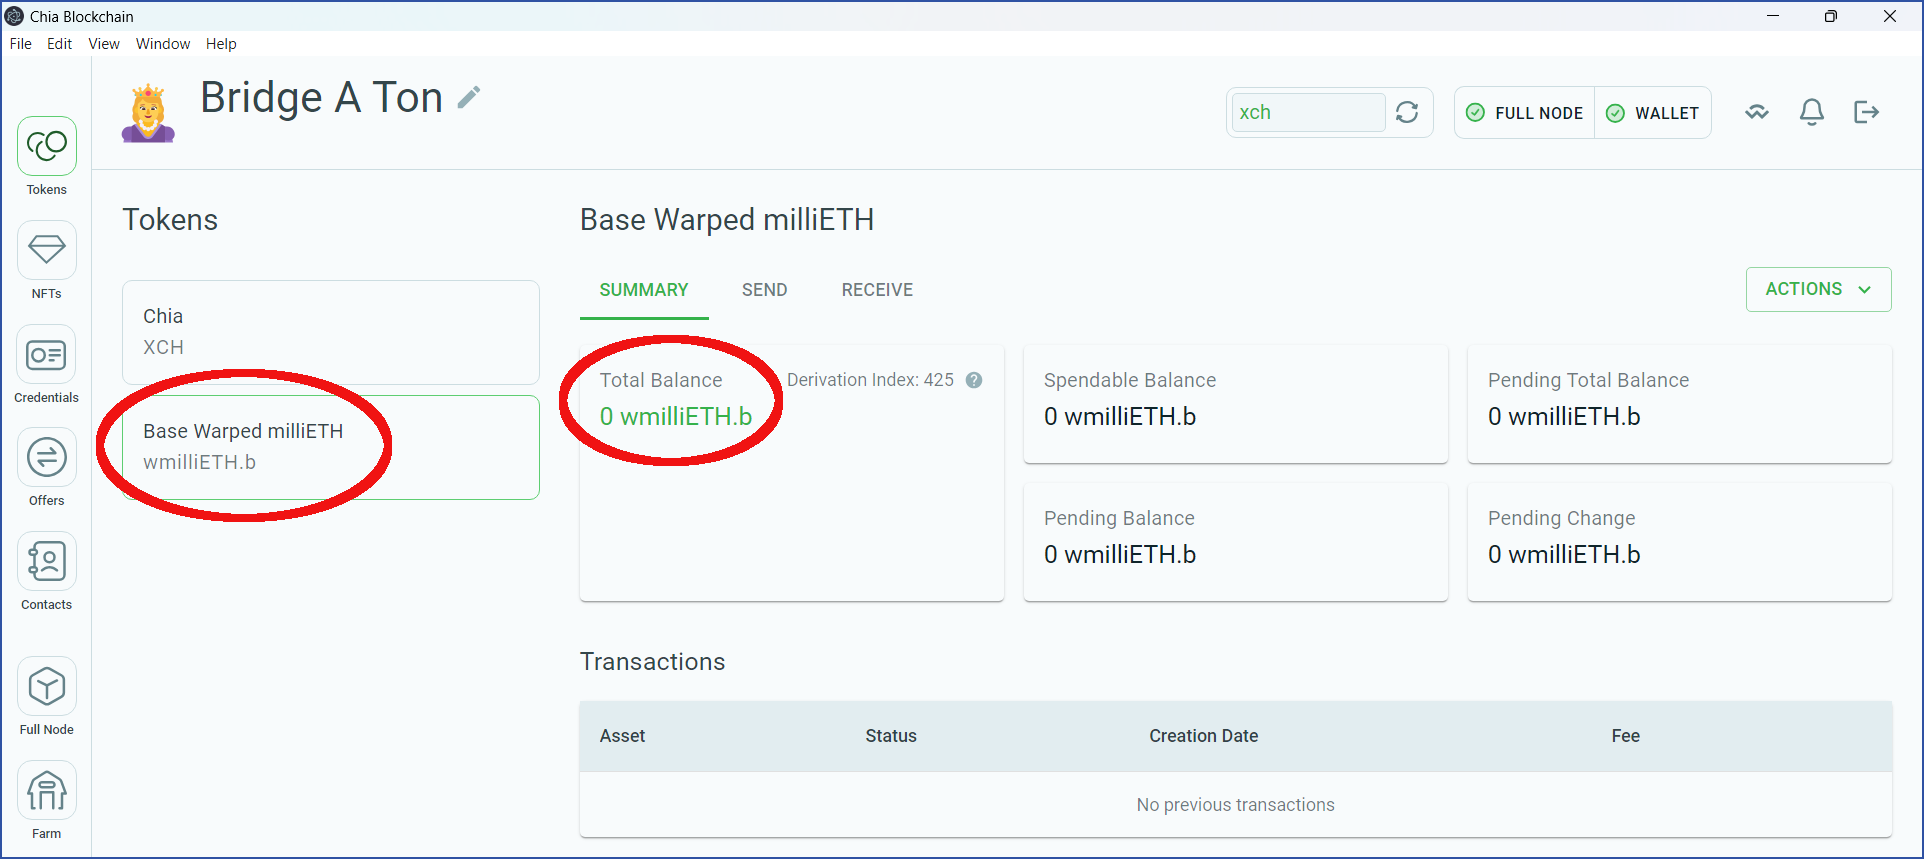 Chia Blockchain
File Edit View Window Help
Bridge A Ton
xch
FULL NODE
WALLET
Tokens
NFTs
Credentials
Offers
Contacts
Full Node
Farm
Tokens
Chia
XCH
Base Warped milliETH
wmilliETH.b
Base Warped milliETH
SUMMARY SEND RECEIVE
ACTIONS
Total Balance
0 wmilliETH.b
Derivation Index: 425 ?
Spendable Balance
0 wmilliETH.b
Pending Total Balance
0 wmilliETH.b
Pending Balance
0 wmilliETH.b
Pending Change
0 wmilliETH.b
Transactions
Asset Status Creation Date Fee
No previous transactions